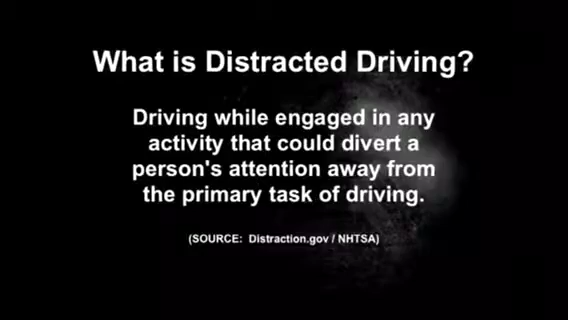 What is Distracted Driving?
Driving while engaged in any
activity that could divert a
person's attention away from
the primary task of driving.
(SOURCE:  Distraction.gov / NHTSA)